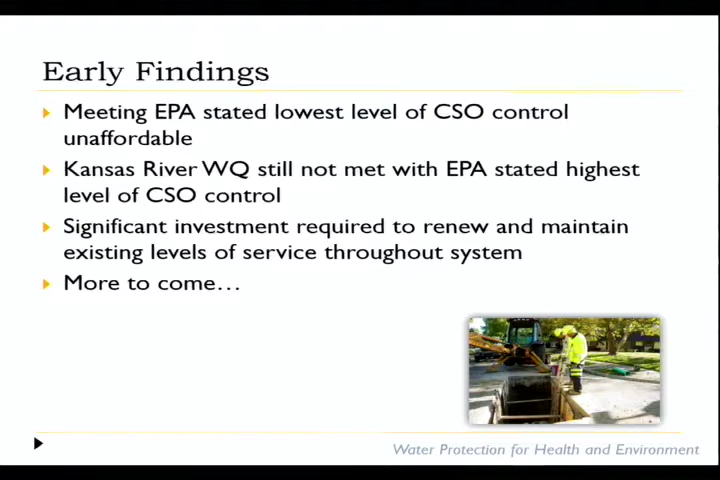 Early Findings
Meeting EPA stated lowest level of CSO control
unaffordable
Kansas River WQ still not met with EPA stated highest
level of CSO control
Significant investment required to renew and maintain
existing levels of service throughout system
More to come…
Water Protection for Health and Environment